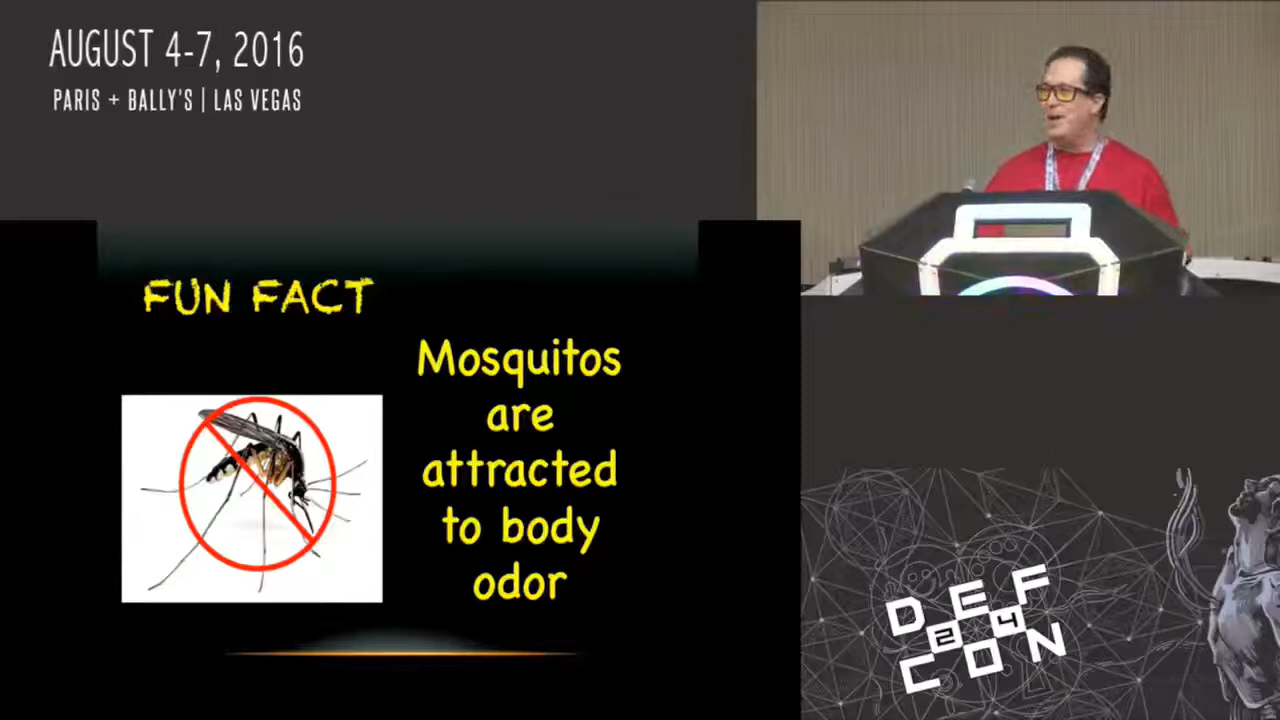 AUGUST 4-7, 2016
PARIS + BALLY'S | LAS VEGAS
FUN FACT
Mosquitos
are
attracted
to body
odor
DEF
24
CON